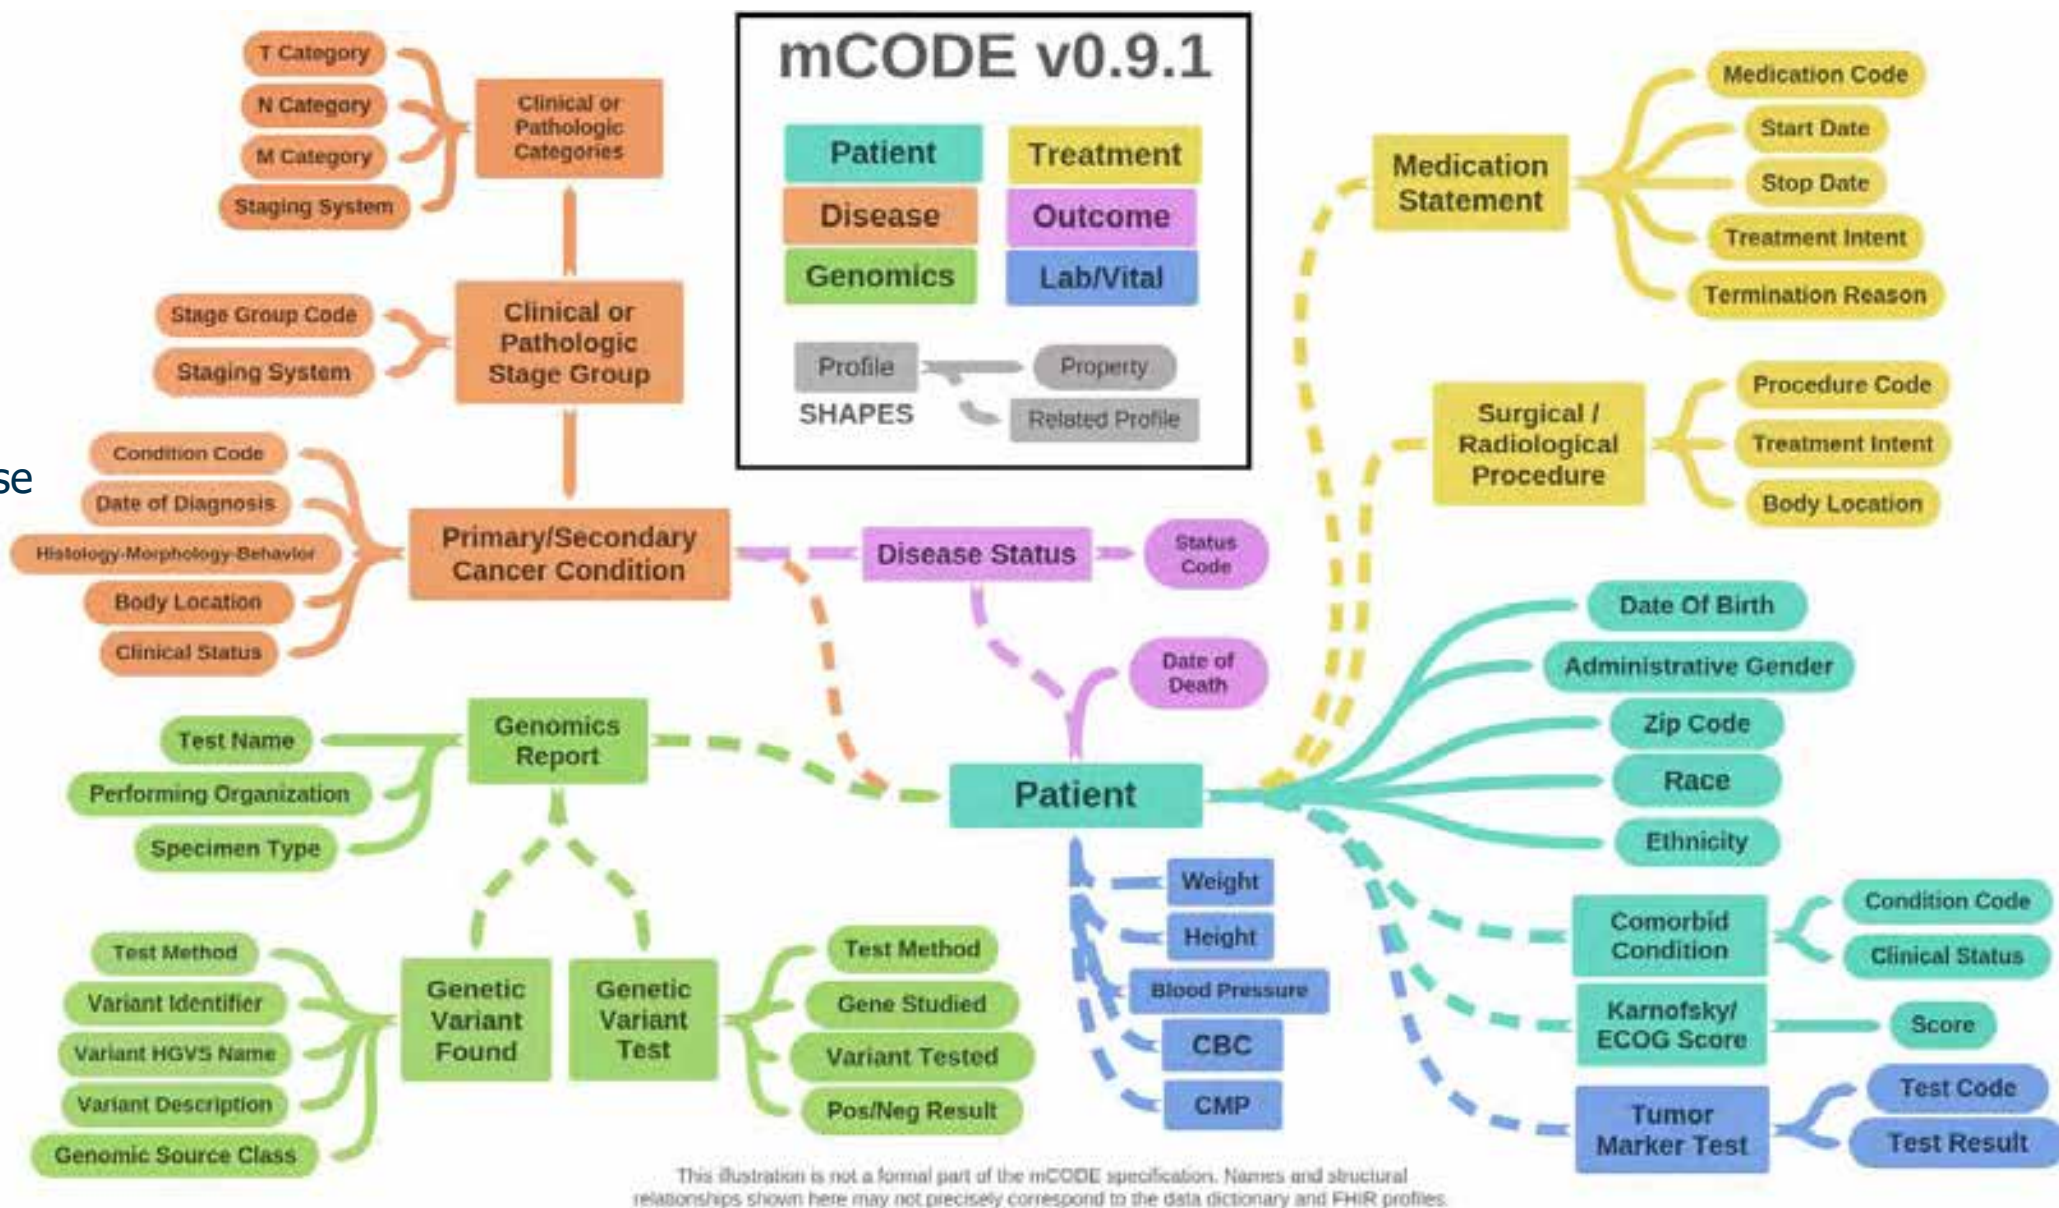 mCODE v0.9.1
Patient
Treatment
Disease
Outcome
Genomics
Lab/Vital
Profile
Property
SHAPES
Related Profile
T Category
N Category
M Category
Staging System
Clinical or
Pathologic
Categories
Stage Group Code
Staging System
Clinical or
Pathologic
Stage Group
se
Condition Code
Date of Diagnosis
Histology-Morphology-Behavior
Body Location
Clinical Status
Primary/Secondary
Cancer Condition
Disease Status
Status
Code
Date of
Death
Medication
Statement
Medication Code
Start Date
Stop Date
Treatment Intent
Termination Reason
Surgical /
Radiological
Procedure
Procedure Code
Treatment Intent
Body Location
Test Name
Performing Organization
Specimen Type
Genomics
Report
Patient
Date Of Birth
Administrative Gender
Zip Code
Race
Ethnicity
Test Method
Variant Identifier
Variant HGVS Name
Variant Description
Genomic Source Class
Genetic
Variant
Found
Genetic
Variant
Test
Test Method
Gene Studied
Variant Tested
Pos/Neg Result
Weight
Height
Blood Pressure
CBC
CMP
Comorbid
Condition
Condition Code
Clinical Status
Karnofsky/
ECOG Score
Score
Tumor
Marker Test
Test Code
Test Result
This illustration is not a formal part of the mCODE specification. Names and structural
relationships shown here may not precisely correspond to the data dictionary and FHIR profiles.